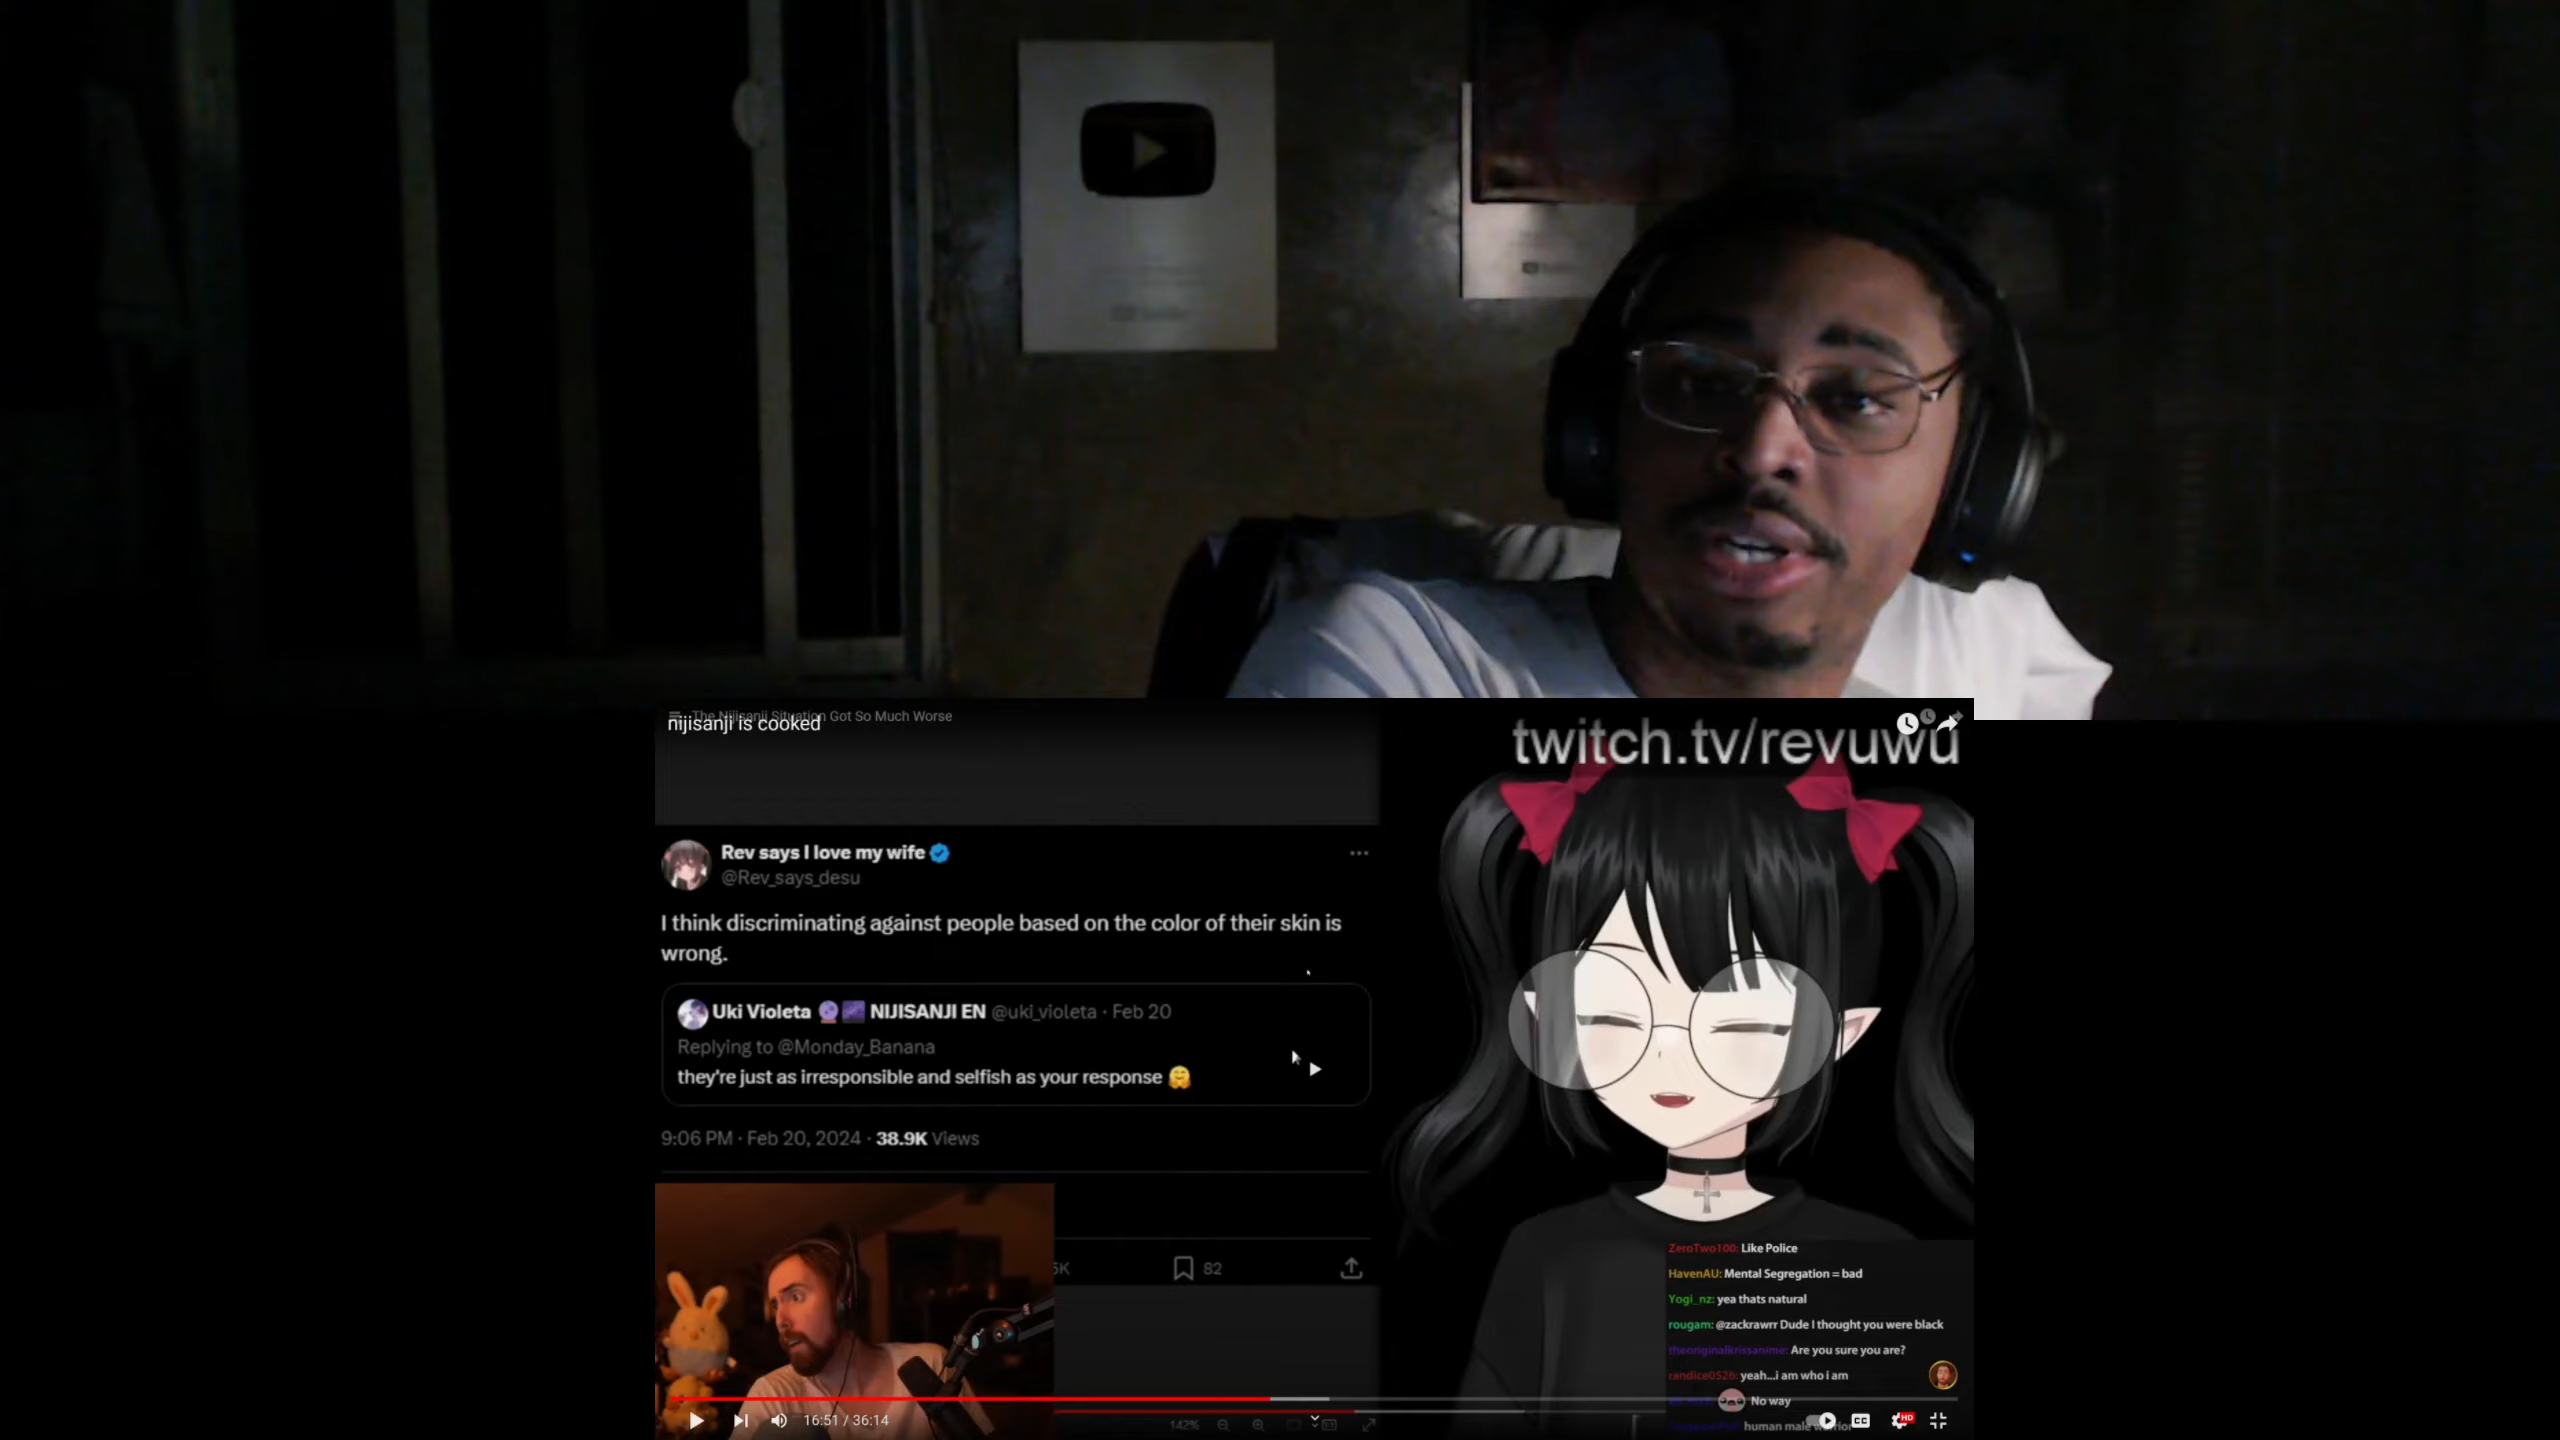 The Nijisanji Situation Got So Much Worse
nijisanji is cooked
twitch.tv/revuwu
Rev says I love my wife
@Rev_says_desu
I think discriminating against people based on the color of their skin is
wrong.
Uki Violeta 🔮🌌 NIJISANJI EN @uki_violeta · Feb 20
Replying to @Monday_Banana
they're just as irresponsible and selfish as your response 🤗
9:06 PM · Feb 20, 2024 · 38.9K Views
82
ZeroTwo100: Like Police
HavenAU: Mental Segregation = bad
Yogi_nz: yea thats natural
rougam: @zackrawrr Dude I thought you were black
theoriginalkrissanime: Are you sure you are?
randice0526: yeah...i am who i am
No way
human male
16:51 / 36:14
142%
CC
HD